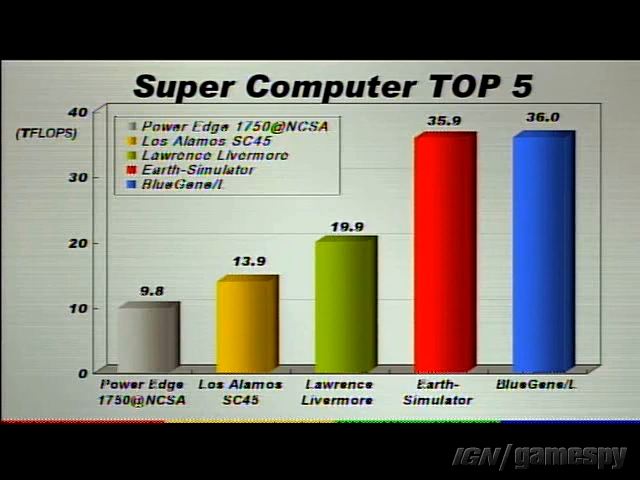 Super Computer TOP 5
40
(TFLOPS)
30
20
10
0
Power Edge 1750@NCSA
Los Alamos SC45
Lawrence Livermore
Earth-Simulator
BlueGene/L
9.8
13.9
19.9
35.9
36.0
Power Edge
1750@NCSA
Los Alamos
SC45
Lawrence
Livermore
Earth-
Simulator
BlueGene/L
IGN/gamespy